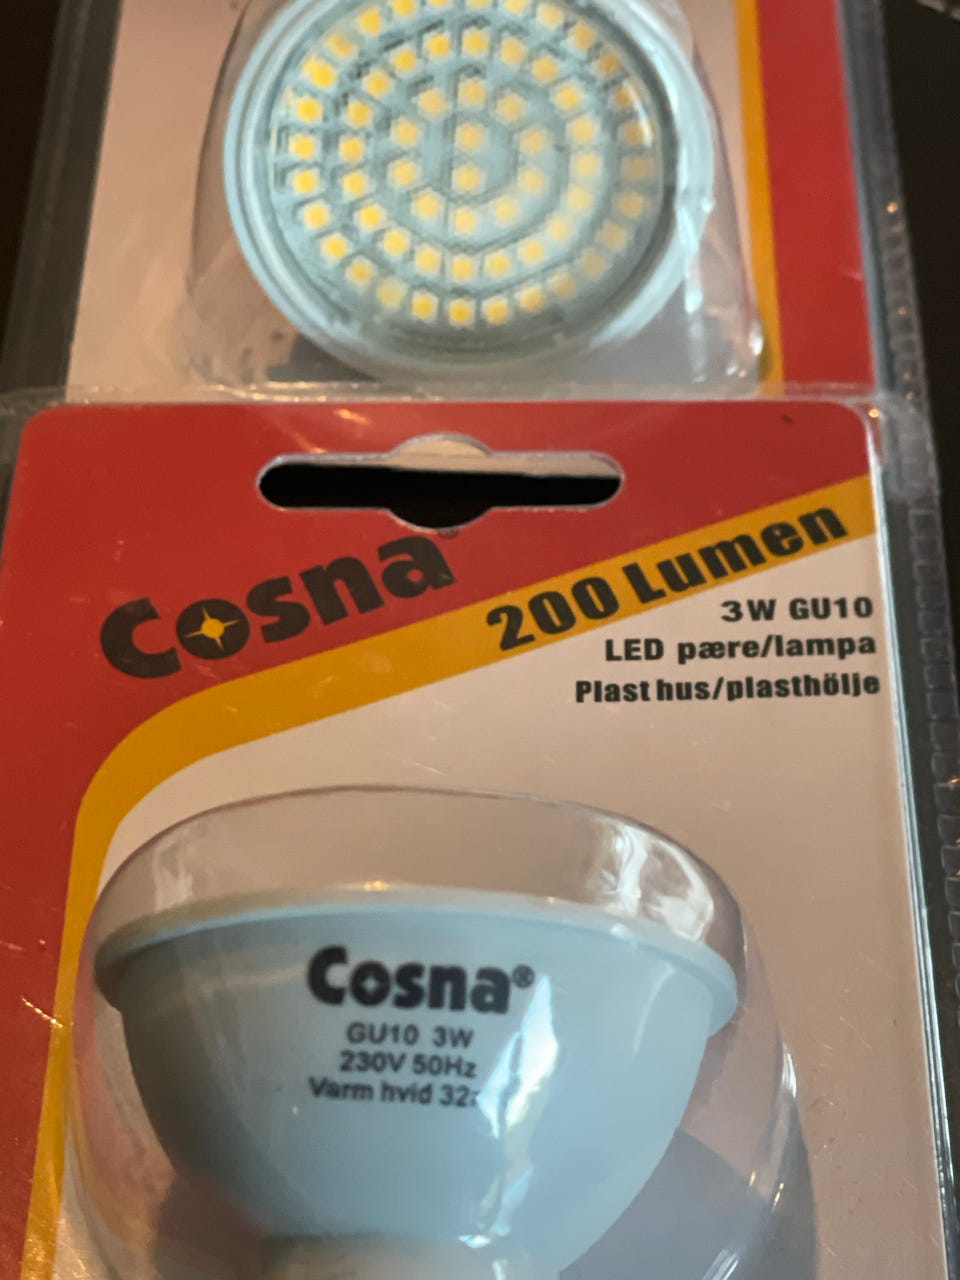 Cosna®
200 Lumen
3W GU10
LED pære/lampa
Plast hus/plasthölje
Cosna®
GU10 3W
230V 50Hz
Varm hvid